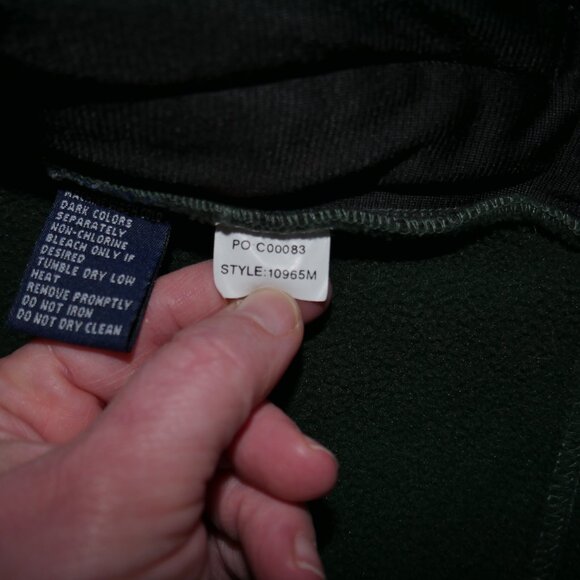 DARK COLORS
SEPARATELY
NON-CHLORINE
BLEACH ONLY IF
DESIRED
TUMBLE DRY LOW
HEAT
REMOVE PROMPTLY
DO NOT IRON
DO NOT DRY CLEAN
PO C00083
STYLE:10965M